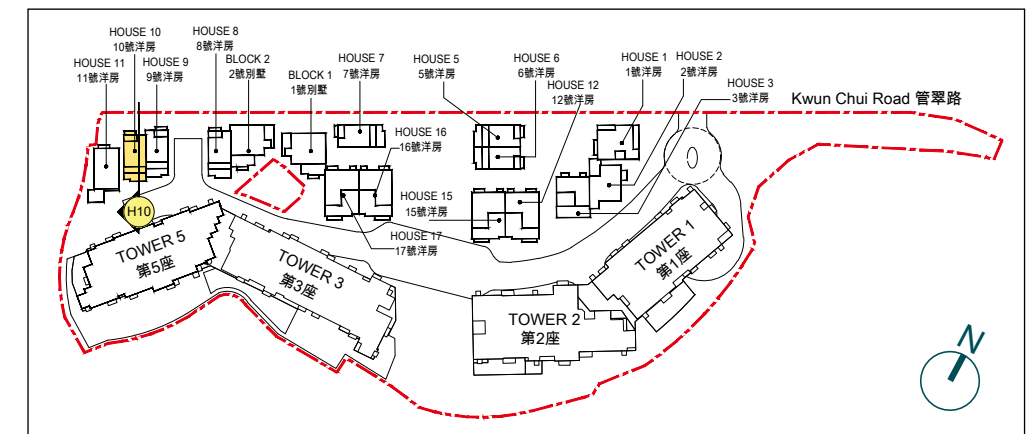 HOUSE 11
11號洋房
HOUSE 10
10號洋房
HOUSE 9
9號洋房
HOUSE 8
8號洋房
BLOCK 2
2號別墅
BLOCK 1
1號別墅
HOUSE 7
7號洋房
HOUSE 16
16號洋房
HOUSE 5
5號洋房
HOUSE 6
6號洋房
HOUSE 12
12號洋房
HOUSE 1
1號洋房
HOUSE 2
2號洋房
HOUSE 3
3號洋房
Kwun Chui Road 管翠路
HOUSE 15
15號洋房
HOUSE 17
17號洋房
H10
TOWER 5
第5座
TOWER 3
第3座
TOWER 2
第2座
TOWER 1
第1座
N